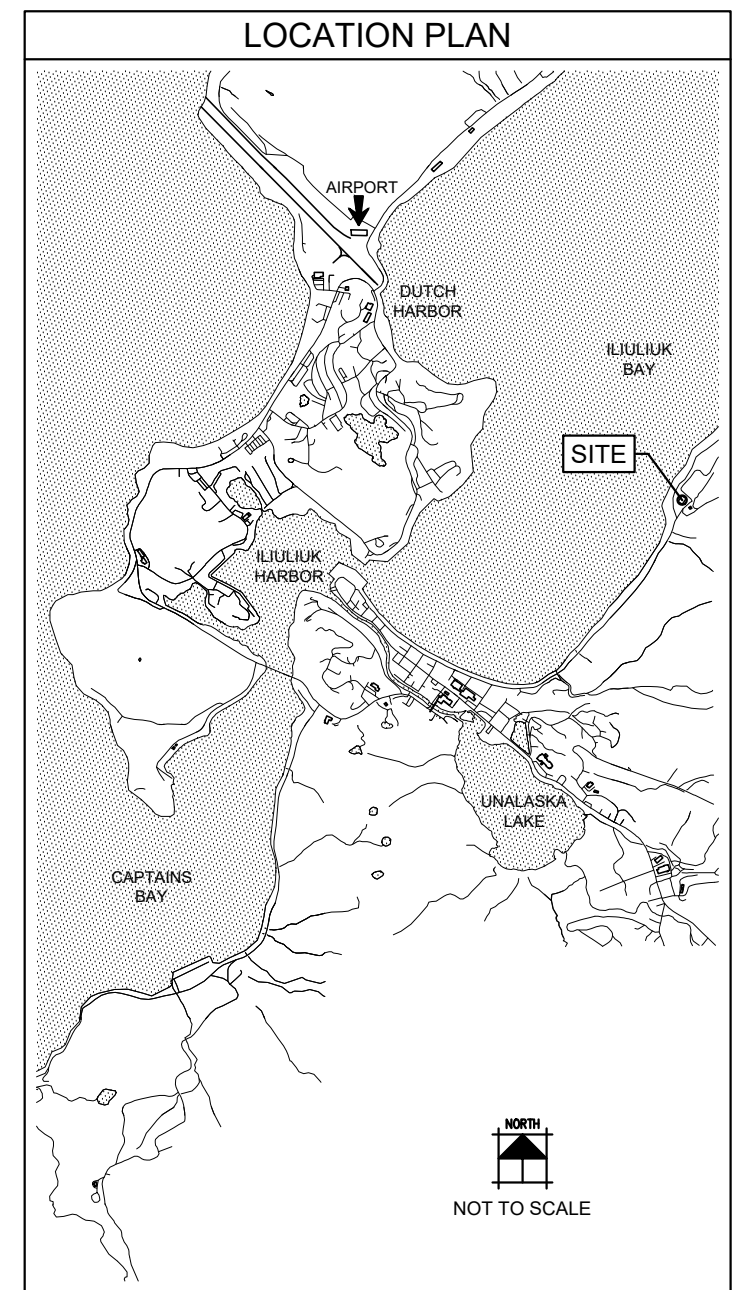 LOCATION PLAN
AIRPORT
DUTCH
HARBOR
ILIULIUK
BAY
SITE
ILIULIUK
HARBOR
UNALASKA
LAKE
CAPTAINS
BAY
NORTH
NOT TO SCALE